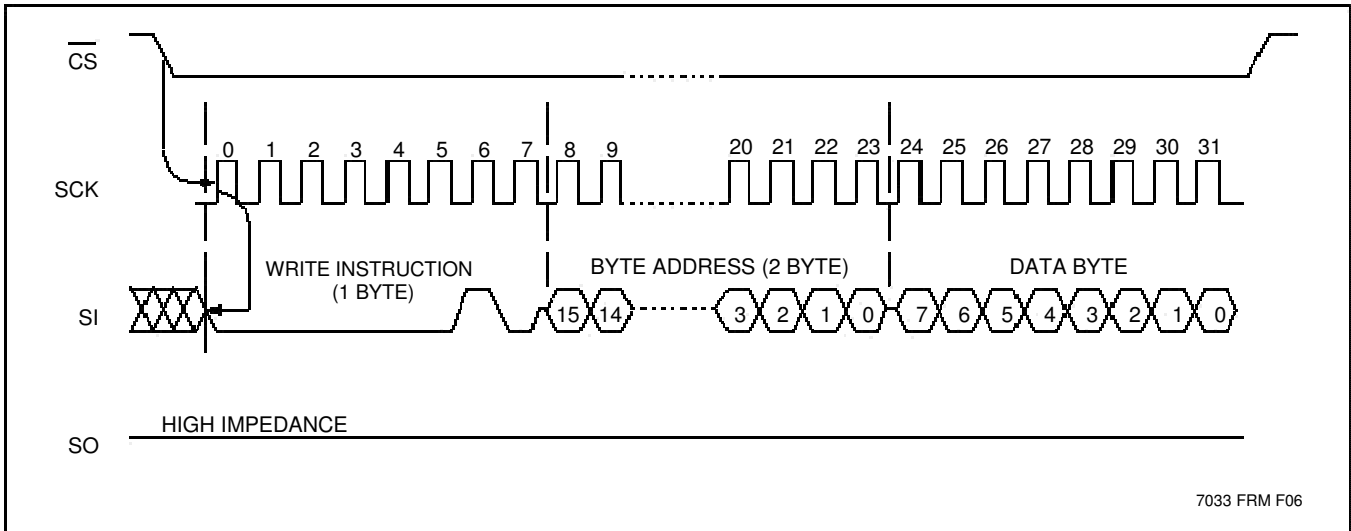 CS
0 1 2 3 4 5 6 7 8 9 20 21 22 23 24 25 26 27 28 29 30 31
SCK
WRITE INSTRUCTION
(1 BYTE)
BYTE ADDRESS (2 BYTE)
DATA BYTE
SI
15 14 3 2 1 0 7 6 5 4 3 2 1 0
HIGH IMPEDANCE
SO
7033 FRM F06